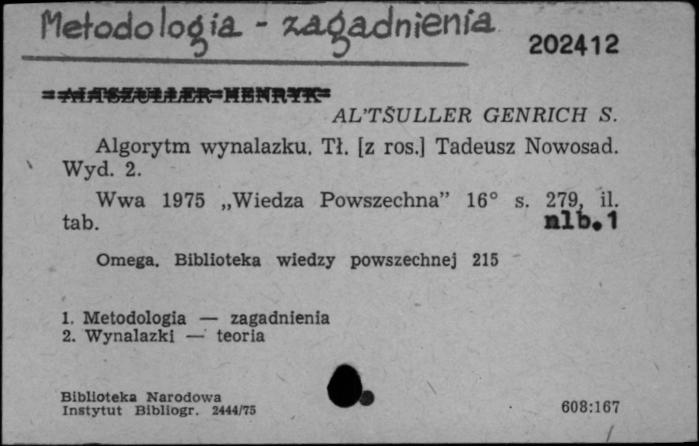 Metodologia - zagadnienia
202412
=ALTSZULLER=HENRYK=
AL'TŠULLER GENRICH S.
Algorytm wynalazku. Tł. [z ros.] Tadeusz Nowosad.
Wyd. 2.
Wwa 1975 „Wiedza Powszechna” 16° s. 279, il.
tab. nlb.1
Omega. Biblioteka wiedzy powszechnej 215
1. Metodologia — zagadnienia
2. Wynalazki — teoria
Biblioteka Narodowa
Instytut Bibliogr. 2444/75
608:167